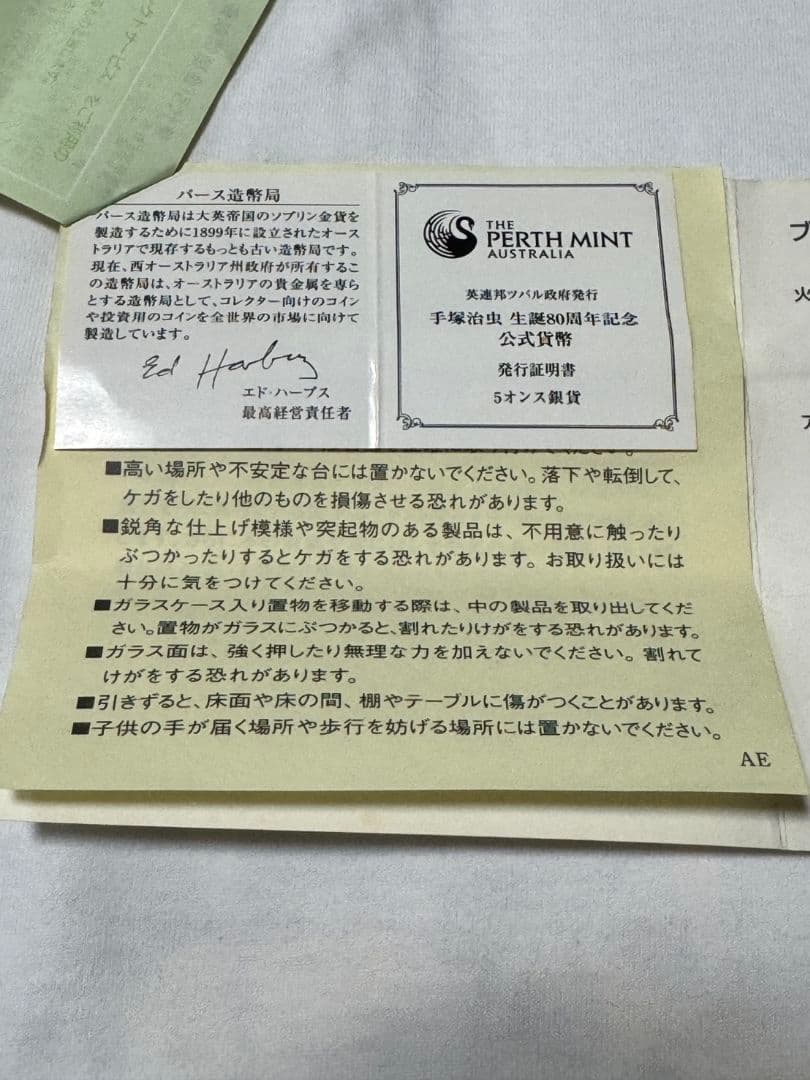 パース造幣局
パース造幣局は大英帝国のソブリン金貨を
製造するために1899年に設立されたオース
トラリアで現存するもっとも古い造幣局です。
現在、西オーストラリア州政府が所有するこ
の造幣局は、オーストラリアの貴金属を専ら
とする造幣局として、コレクター向けのコイン
や投資用のコインを全世界の市場に向けて
製造しています。
Ed Harbuz
エド・ハーブス
最高経営責任者
THE
PERTH MINT
AUSTRALIA
英連邦ツバル政府発行
手塚治虫 生誕80周年記念
公式貨幣
発行証明書
5オンス銀貨
■高い場所や不安定な台には置かないでください。落下や転倒して、
ケガをしたり他のものを損傷させる恐れがあります。
■鋭角な仕上げ模様や突起物のある製品は、不用意に触ったり
ぶつかったりするとケガをする恐れがあります。お取り扱いには
十分に気をつけてください。
■ガラスケース入り置物を移動する際は、中の製品を取り出してくだ
さい。置物がガラスにぶつかると、割れたりけがをする恐れがあります。
■ガラス面は、強く押したり無理な力を加えないでください。割れて
けがをする恐れがあります。
■引きずると、床面や床の間、棚やテーブルに傷がつくことがあります。
■子供の手が届く場所や歩行を妨げる場所には置かないでください。
AE
ブ
火
ア